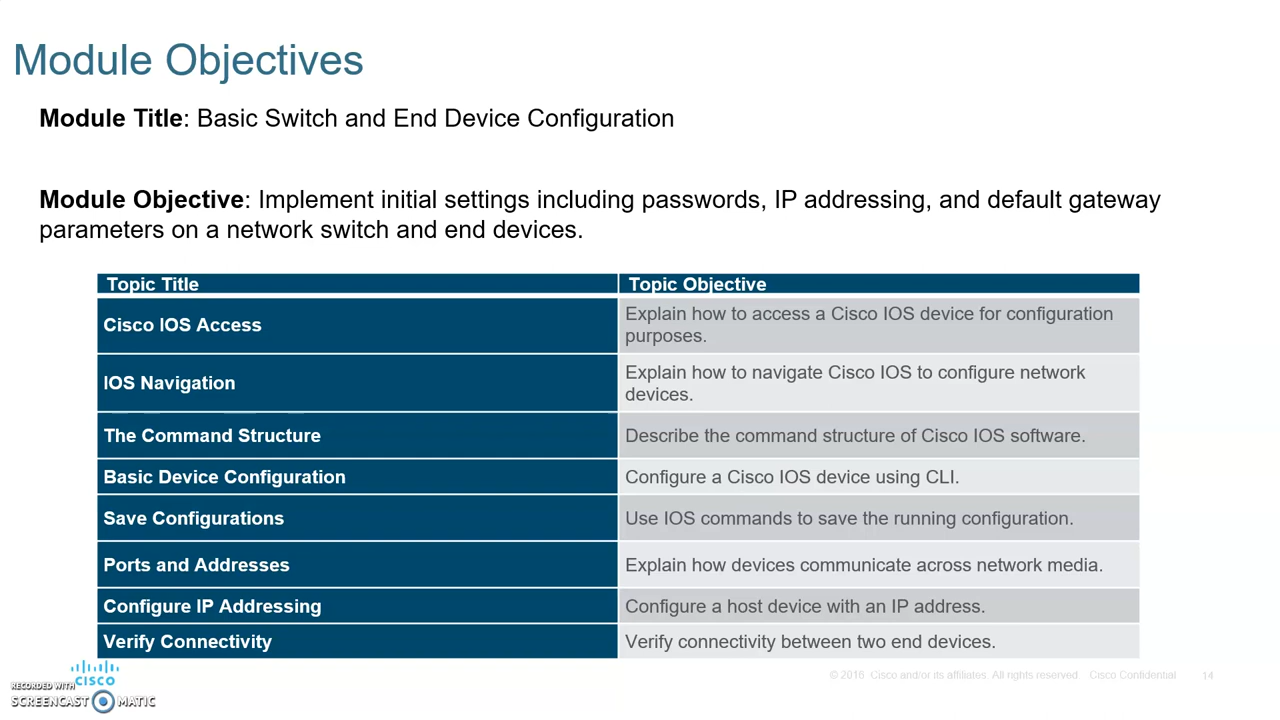 Module Objectives
Module Title: Basic Switch and End Device Configuration
Module Objective: Implement initial settings including passwords, IP addressing, and default gateway
parameters on a network switch and end devices.
Topic Title
Topic Objective
Cisco IOS Access
Explain how to access a Cisco IOS device for configuration
purposes.
IOS Navigation
Explain how to navigate Cisco IOS to configure network
devices.
The Command Structure
Describe the command structure of Cisco IOS software.
Basic Device Configuration
Configure a Cisco IOS device using CLI.
Save Configurations
Use IOS commands to save the running configuration.
Ports and Addresses
Explain how devices communicate across network media.
Configure IP Addressing
Configure a host device with an IP address.
Verify Connectivity
Verify connectivity between two end devices.
CISCO
© 2016 Cisco and/or its affiliates. All rights reserved. Cisco Confidential
14
RECORDED WITH
SCREENCAST MATIC